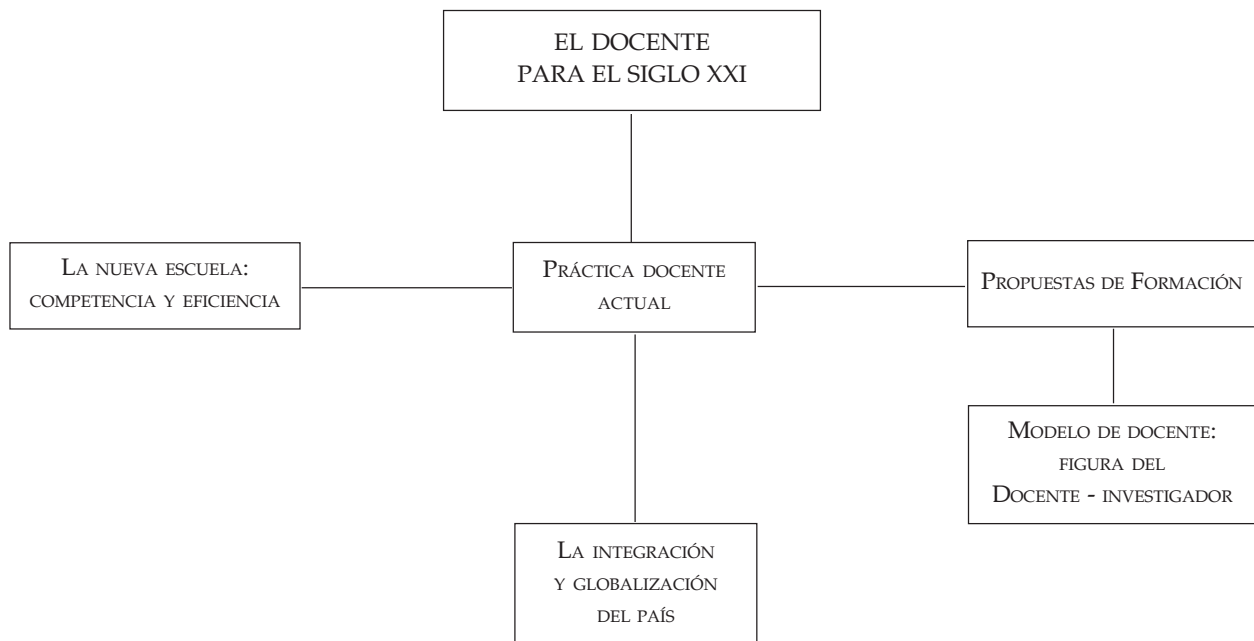 EL DOCENTE
PARA EL SIGLO XXI
LA NUEVA ESCUELA:
COMPETENCIA Y EFICIENCIA
PRÁCTICA DOCENTE
ACTUAL
PROPUESTAS DE FORMACIÓN
MODELO DE DOCENTE:
FIGURA DEL
DOCENTE - INVESTIGADOR
LA INTEGRACIÓN
Y GLOBALIZACIÓN
DEL PAÍS